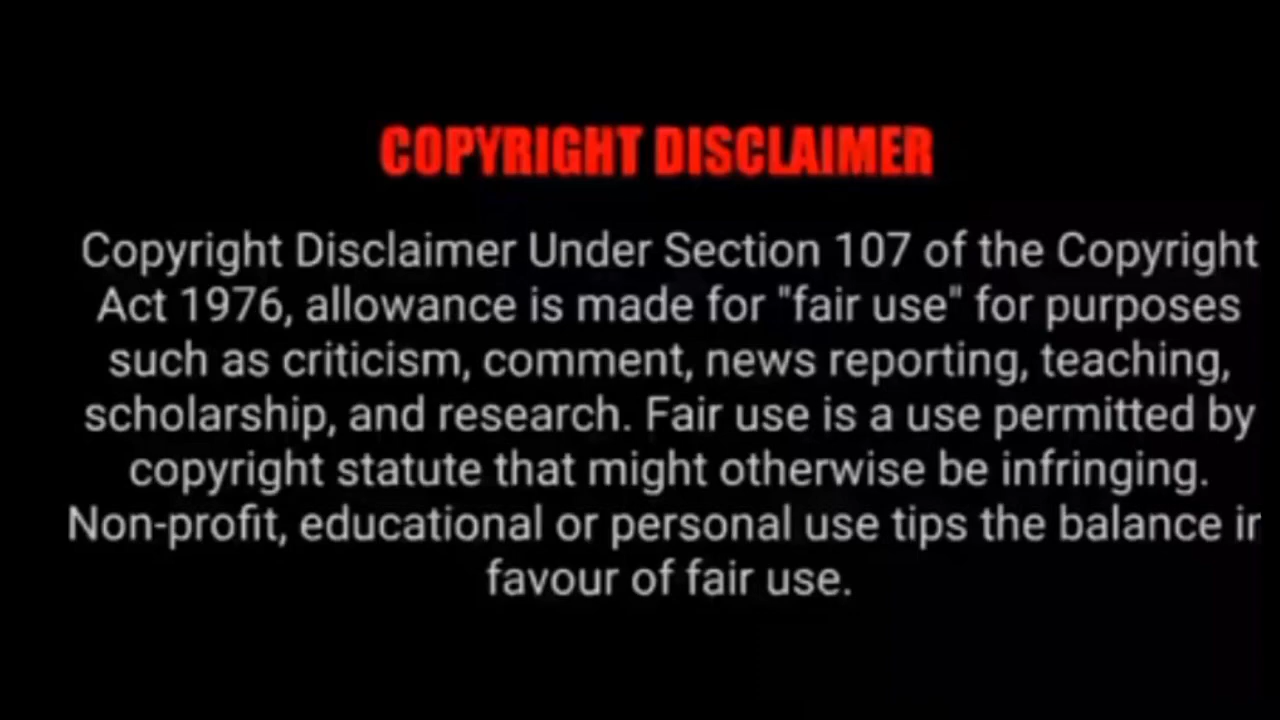 COPYRIGHT DISCLAIMER
Copyright Disclaimer Under Section 107 of the Copyright
Act 1976, allowance is made for "fair use" for purposes
such as criticism, comment, news reporting, teaching,
scholarship, and research. Fair use is a use permitted by
copyright statute that might otherwise be infringing.
Non-profit, educational or personal use tips the balance in
favour of fair use.